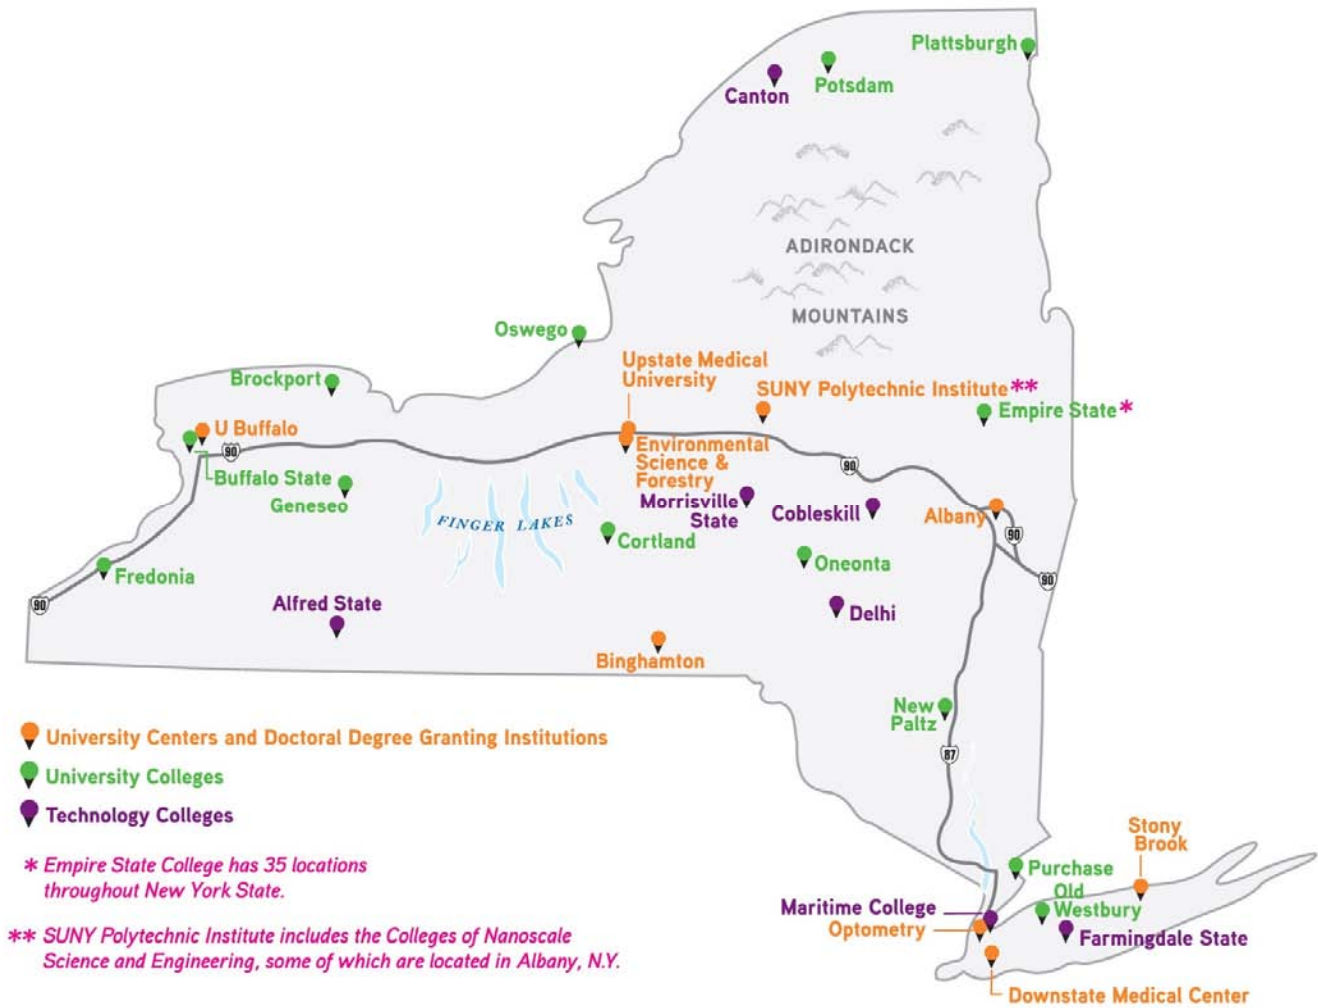 Plattsburgh
Potsdam
Canton
ADIRONDACK
MOUNTAINS
Oswego
Upstate Medical
University
Brockport
SUNY Polytechnic Institute**
Empire State*
U Buffalo
90
Environmental
Science &
Forestry
90
Buffalo State
Geneseo
Morrisville
State
Cobleskill
Albany
FINGER LAKES
90
Cortland
Oneonta
Fredonia
90
90
Alfred State
Delhi
Binghamton
New
Paltz
87
University Centers and Doctoral Degree Granting Institutions
University Colleges
Technology Colleges
* Empire State College has 35 locations
throughout New York State.
** SUNY Polytechnic Institute includes the Colleges of Nanoscale
Science and Engineering, some of which are located in Albany, N.Y.
Stony
Brook
Purchase
Old
Westbury
Maritime College
Optometry
Farmingdale State
Downstate Medical Center